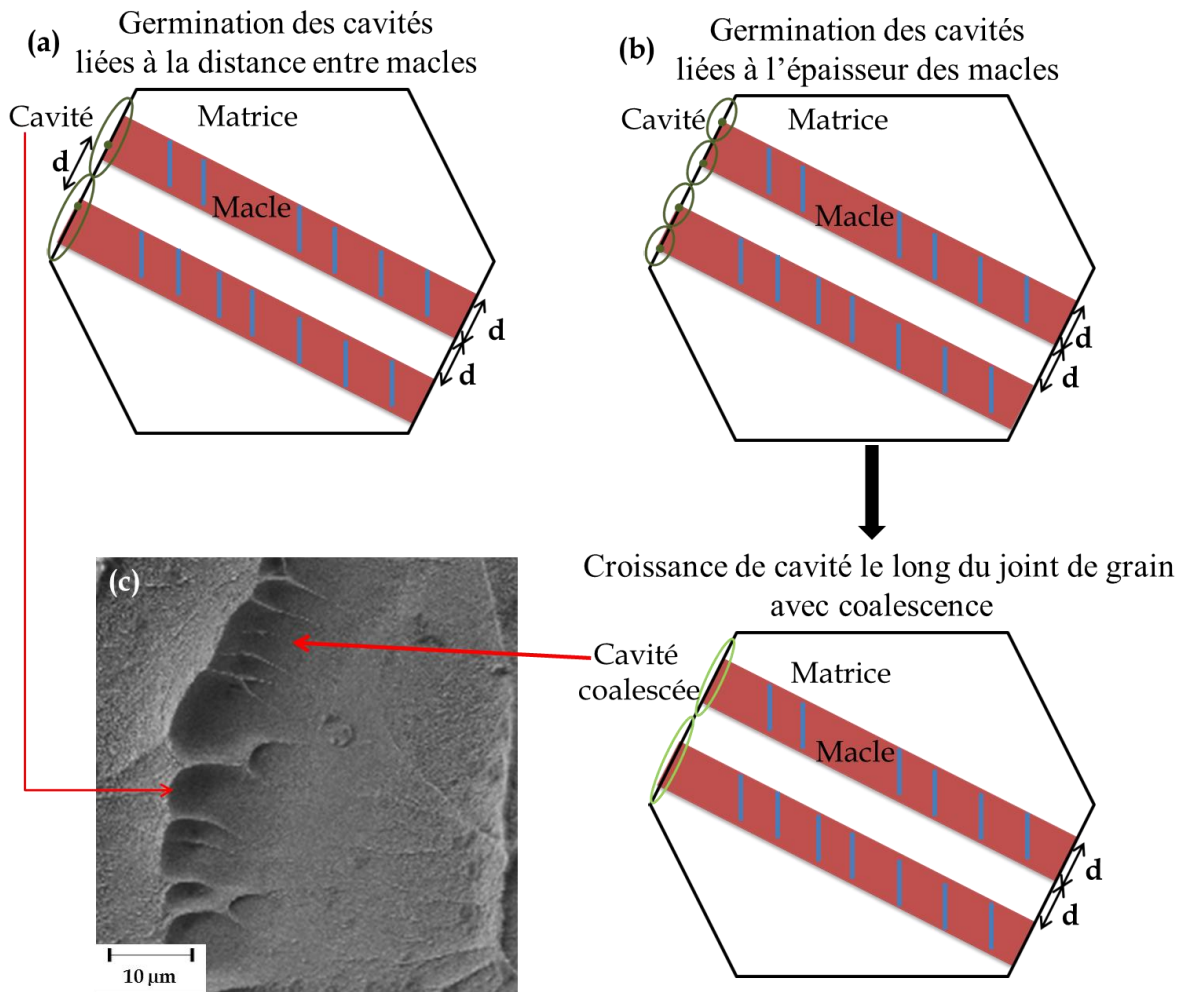 (a)
Germination des cavités
liées à la distance entre macles
Cavité
Matrice
d
Macle
d
d
(b)
Germination des cavités
liées à l’épaisseur des macles
Cavité
Matrice
Macle
d
d
Croissance de cavité le long du joint de grain
avec coalescence
(c)
Cavité
coalescée
Matrice
Macle
d
d
10 µm